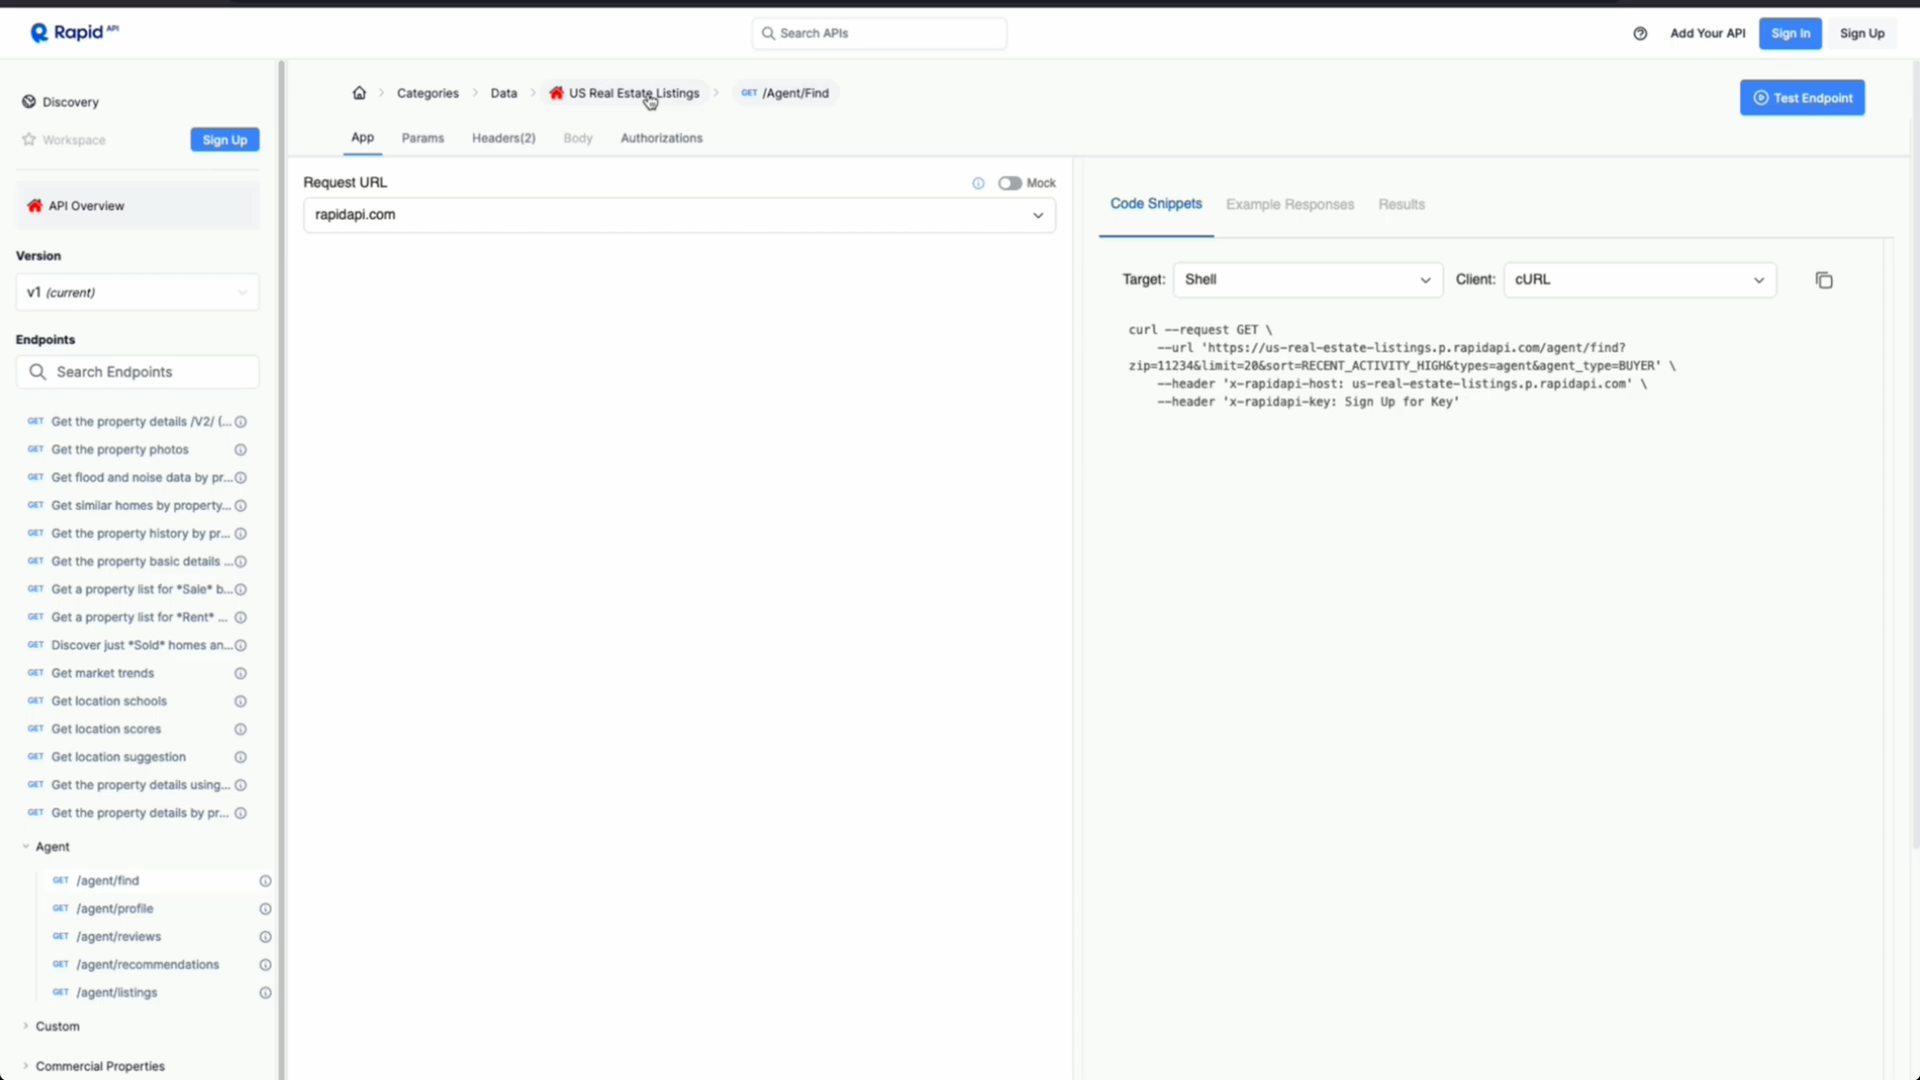 Rapid API
Search APIs
Add Your API
Sign In
Sign Up
Discovery
Workspace
Sign Up
API Overview
Version
v1 (current)
Endpoints
Search Endpoints
GET Get the property details /V2/ (...
GET Get the property photos
GET Get flood and noise data by pr...
GET Get similar homes by property...
GET Get the property history by pr...
GET Get the property basic details ...
GET Get a property list for *Sale* b...
GET Get a property list for *Rent* ...
GET Discover just *Sold* homes an...
GET Get market trends
GET Get location schools
GET Get location scores
GET Get location suggestion
GET Get the property details using...
GET Get the property details by pr...
Agent
GET /agent/find
GET /agent/profile
GET /agent/reviews
GET /agent/recommendations
GET /agent/listings
Custom
Commercial Properties
Categories > Data > US Real Estate Listings > GET /Agent/Find
Test Endpoint
App Params Headers(2) Body Authorizations
Request URL
Mock
rapidapi.com
Code Snippets Example Responses Results
Target: Shell Client: cURL
curl --request GET \
--url 'https://us-real-estate-listings.p.rapidapi.com/agent/find?
zip=11234&limit=20&sort=RECENT_ACTIVITY_HIGH&types=agent&agent_type=BUYER' \
--header 'x-rapidapi-host: us-real-estate-listings.p.rapidapi.com' \
--header 'x-rapidapi-key: Sign Up for Key'